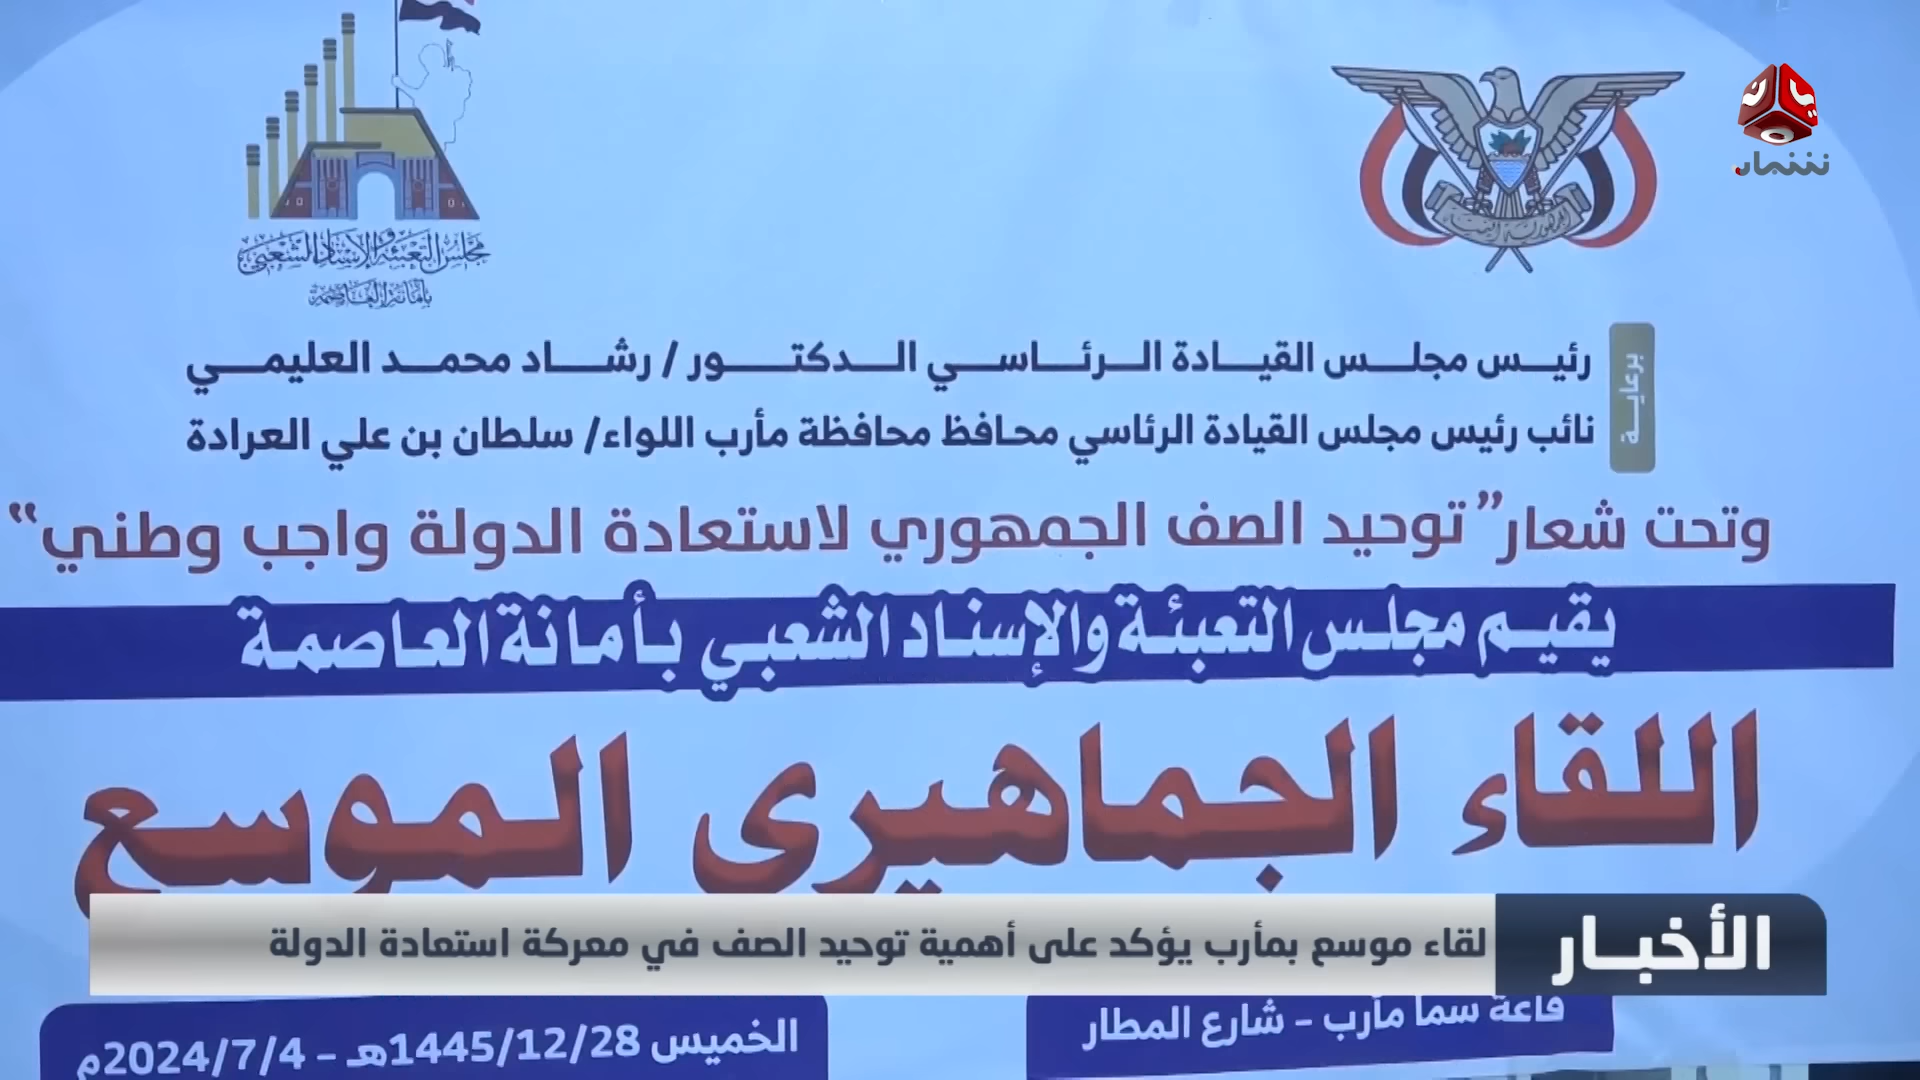 يمن
شباب
مجلس التعبئة والإسناد الشعبي
بأمانة العاصمة
الجمهورية اليمنية
برعاية
رئيس مجلس القيادة الرئاسي الدكتور / رشاد محمد العليمي
نائب رئيس مجلس القيادة الرئاسي محافظ محافظة مأرب اللواء/ سلطان بن علي العرادة
وتحت شعار "توحيد الصف الجمهوري لاستعادة الدولة واجب وطني"
يقيم مجلس التعبئة والإسناد الشعبي بأمانة العاصمة
اللقاء الجماهيري الموسع
الأخبار
لقاء موسع بمأرب يؤكد على أهمية توحيد الصف في معركة استعادة الدولة
قاعة سما مأرب - شارع المطار
الخميس 1445/12/28هـ - 2024/7/4م